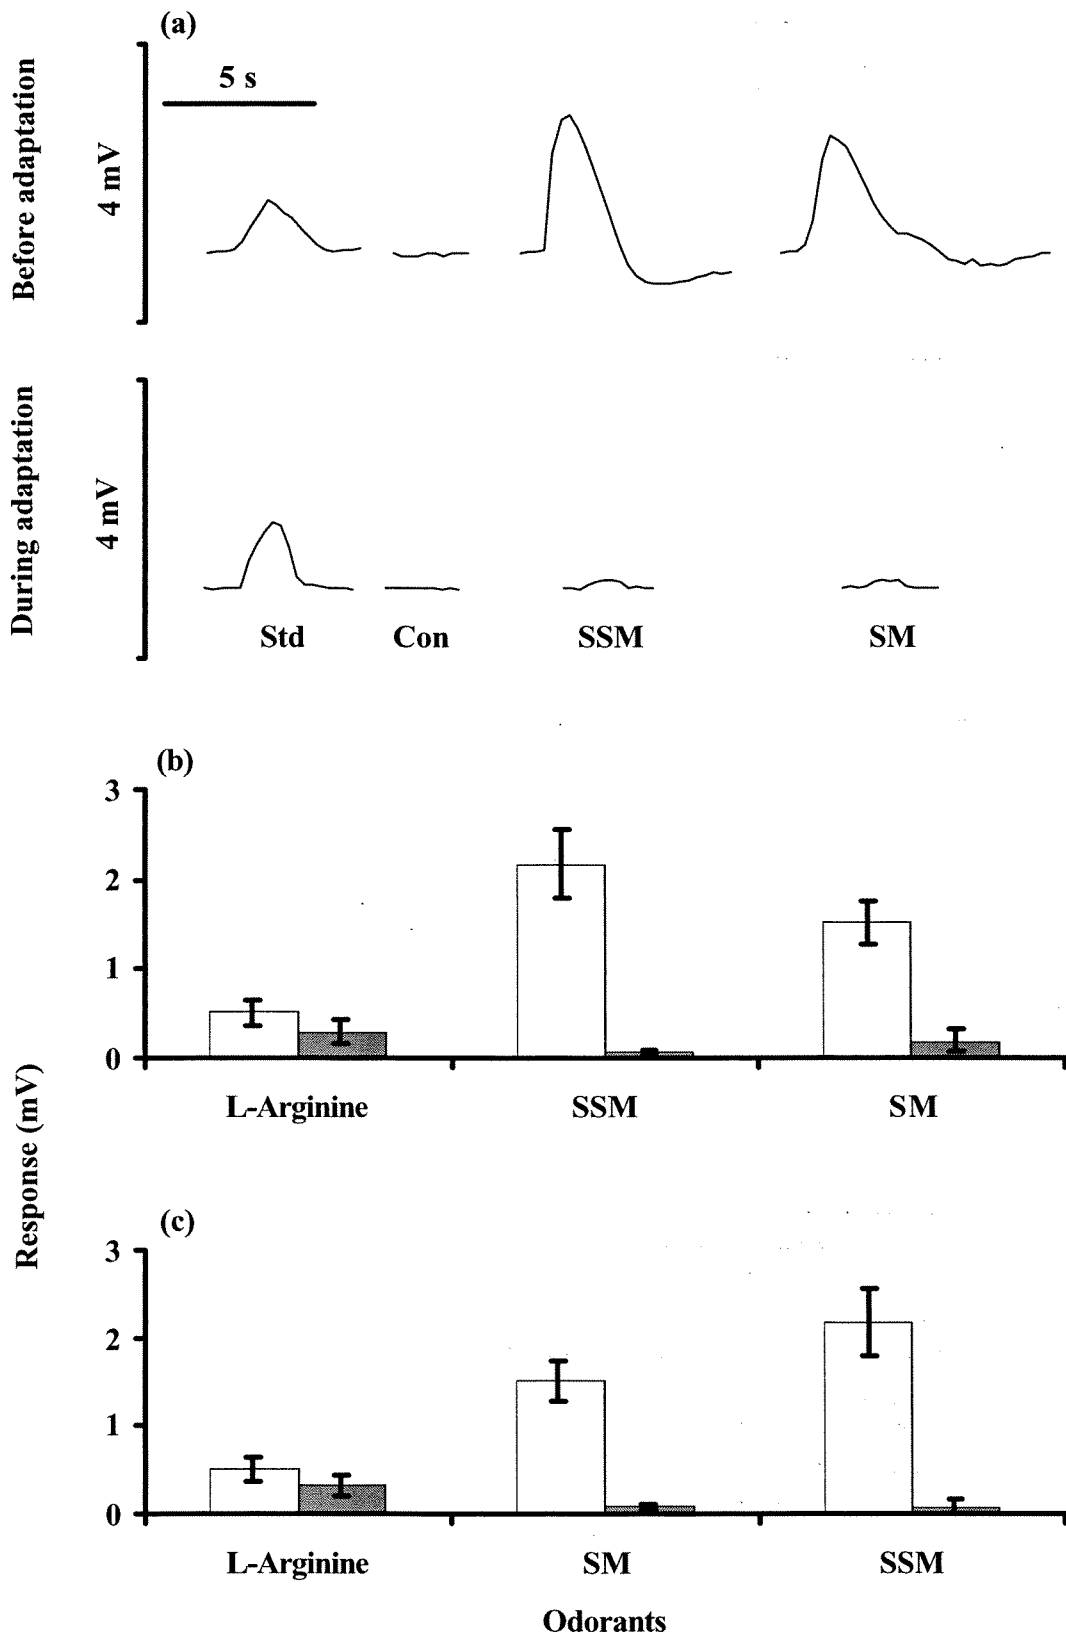 (a)
5 s
Before adaptation
4 mV
During adaptation
4 mV
Std Con SSM SM
(b)
3
2
1
0
L-Arginine SSM SM
Response (mV)
(c)
3
2
1
0
L-Arginine SM SSM
Odorants